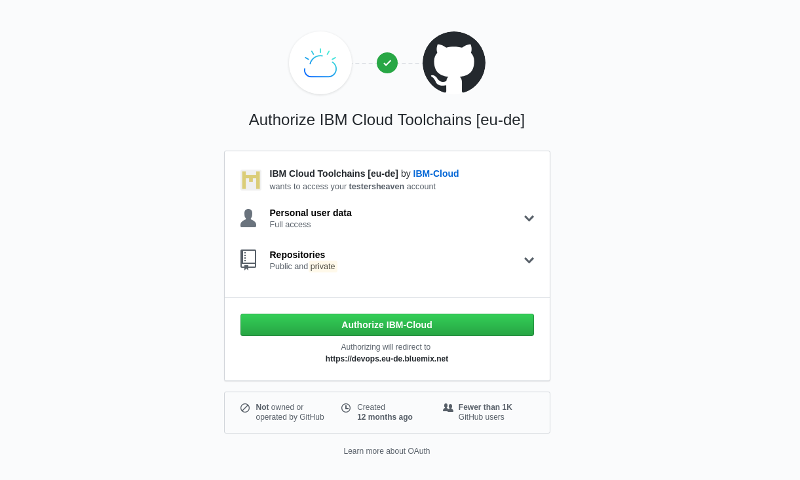 Authorize IBM Cloud Toolchains [eu-de]
IBM Cloud Toolchains [eu-de] by IBM-Cloud
wants to access your testersheaven account
Personal user data
Full access
Repositories
Public and private
Authorize IBM-Cloud
Authorizing will redirect to
https://devops.eu-de.bluemix.net
Not owned or
operated by GitHub
Created
12 months ago
Fewer than 1K
GitHub users
Learn more about OAuth